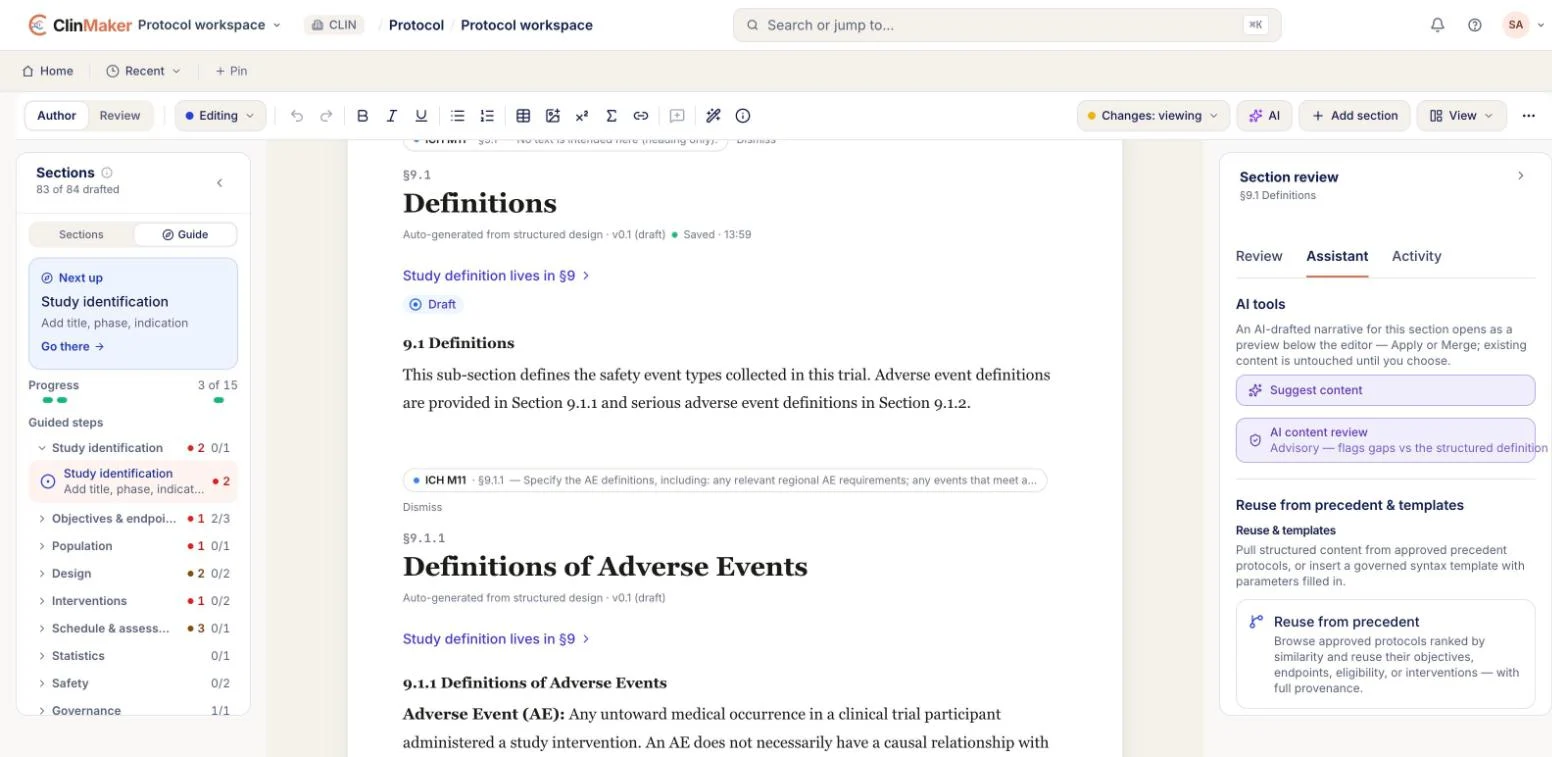 ClinMaker Protocol workspace CLIN / Protocol / Protocol workspace Search or jump to... ⌘K SA
Home Recent + Pin
Author Review Editing B I U x² Σ Changes: viewing AI + Add section View ...
Sections
83 of 84 drafted
Sections Guide
Next up
Study identification
Add title, phase, indication
Go there →
Progress 3 of 15
Guided steps
Study identification 2 0/1
Study identification
Add title, phase, indicat... 2
Objectives & endpoi... 1 2/3
Population 1 0/1
Design 2 0/2
Interventions 1 0/2
Schedule & assess... 3 0/1
Statistics 0/1
Safety 0/2
Governance 1/1
ICH M11 · §9.1 — No text is intended here (heading only). Dismiss
§9.1
Definitions
Auto-generated from structured design · v0.1 (draft) Saved · 13:59
Study definition lives in §9 >
Draft
9.1 Definitions
This sub-section defines the safety event types collected in this trial. Adverse event definitions
are provided in Section 9.1.1 and serious adverse event definitions in Section 9.1.2.
ICH M11 · §9.1.1 — Specify the AE definitions, including: any relevant regional AE requirements; any events that meet a...
Dismiss
§9.1.1
Definitions of Adverse Events
Auto-generated from structured design · v0.1 (draft)
Study definition lives in §9 >
9.1.1 Definitions of Adverse Events
Adverse Event (AE): Any untoward medical occurrence in a clinical trial participant
administered a study intervention. An AE does not necessarily have a causal relationship with
Section review
§9.1 Definitions
Review Assistant Activity
AI tools
An AI-drafted narrative for this section opens as a
preview below the editor — Apply or Merge; existing
content is untouched until you choose.
Suggest content
AI content review
Advisory — flags gaps vs the structured definition
Reuse from precedent & templates
Reuse & templates
Pull structured content from approved precedent
protocols, or insert a governed syntax template with
parameters filled in.
Reuse from precedent
Browse approved protocols ranked by
similarity and reuse their objectives,
endpoints, eligibility, or interventions — with
full provenance.